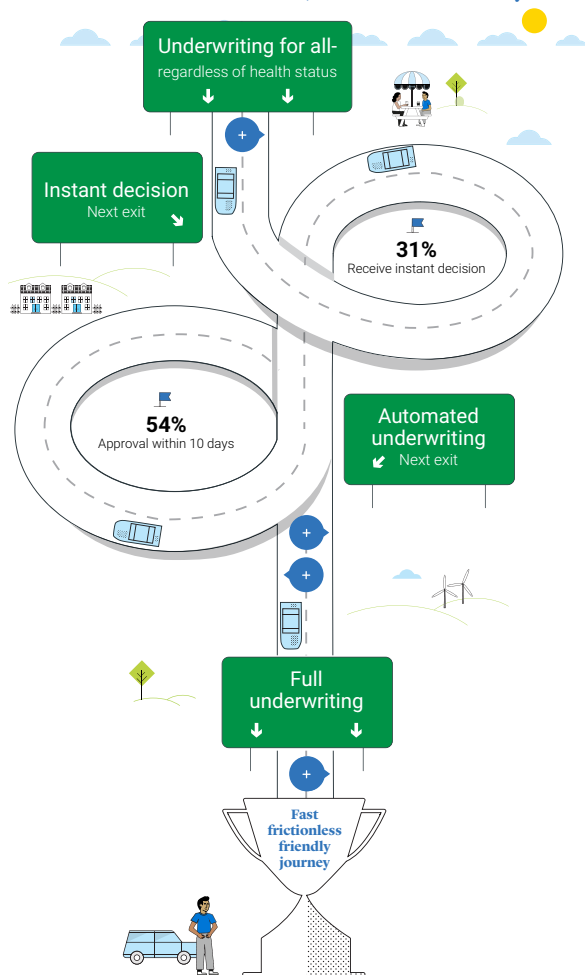 Underwriting for all-
regardless of health status
Instant decision
Next exit
31%
Receive instant decision
54%
Approval within 10 days
Automated
underwriting
Next exit
Full
underwriting
Fast
frictionless
friendly
journey